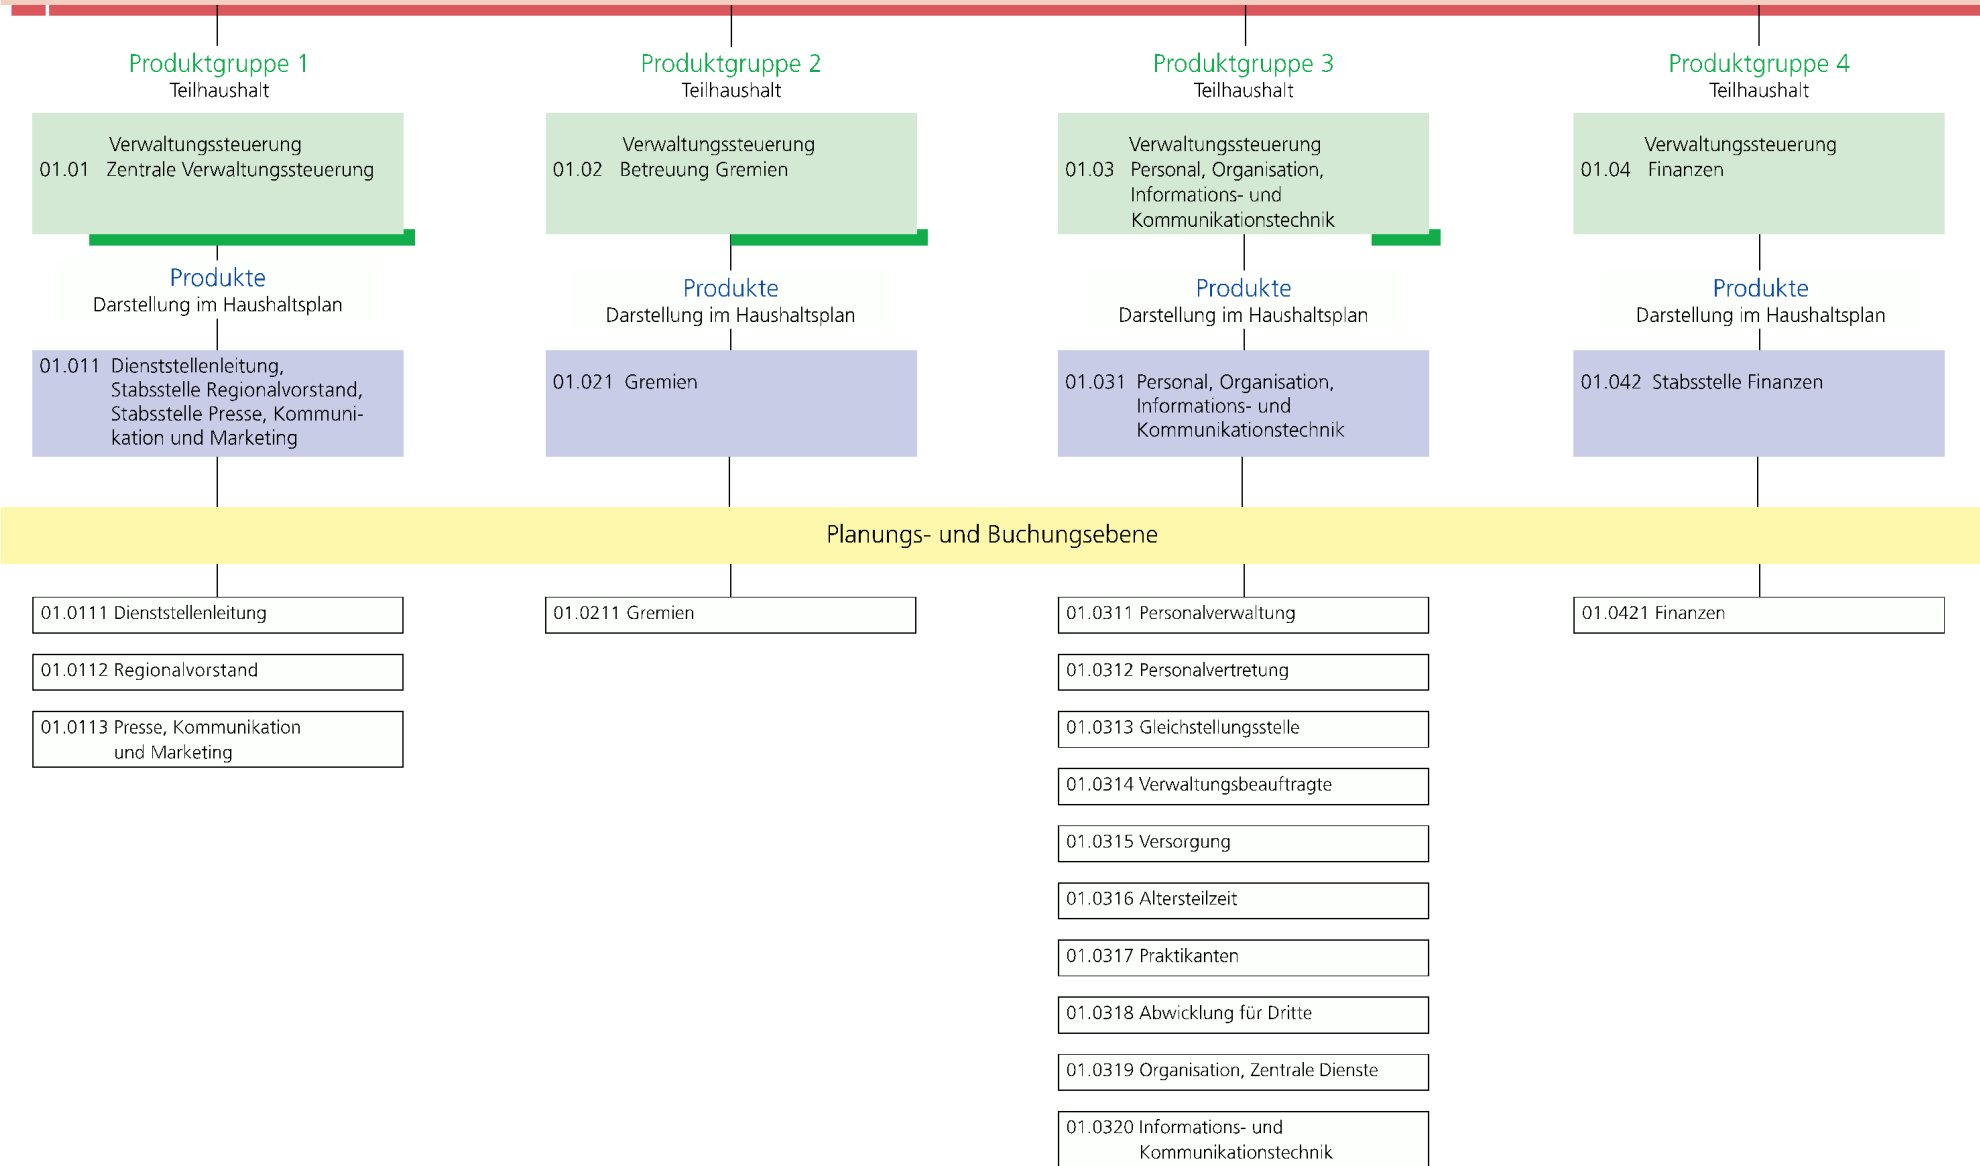 Produktgruppe 1
Teilhaushalt
Verwaltungssteuerung
01.01 Zentrale Verwaltungssteuerung
Produkte
Darstellung im Haushaltsplan
01.011 Dienststellenleitung,
Stabsstelle Regionalvorstand,
Stabsstelle Presse, Kommuni-
kation und Marketing
Produktgruppe 2
Teilhaushalt
Verwaltungssteuerung
01.02 Betreuung Gremien
Produkte
Darstellung im Haushaltsplan
01.021 Gremien
Produktgruppe 3
Teilhaushalt
Verwaltungssteuerung
01.03 Personal, Organisation,
Informations- und
Kommunikationstechnik
Produkte
Darstellung im Haushaltsplan
01.031 Personal, Organisation,
Informations- und
Kommunikationstechnik
Produktgruppe 4
Teilhaushalt
Verwaltungssteuerung
01.04 Finanzen
Produkte
Darstellung im Haushaltsplan
01.042 Stabsstelle Finanzen
Planungs- und Buchungsebene
01.0111 Dienststellenleitung
01.0112 Regionalvorstand
01.0113 Presse, Kommunikation
und Marketing
01.0211 Gremien
01.0311 Personalverwaltung
01.0312 Personalvertretung
01.0313 Gleichstellungsstelle
01.0314 Verwaltungsbeauftragte
01.0315 Versorgung
01.0316 Altersteilzeit
01.0317 Praktikanten
01.0318 Abwicklung für Dritte
01.0319 Organisation, Zentrale Dienste
01.0320 Informations- und
Kommunikationstechnik
01.0421 Finanzen